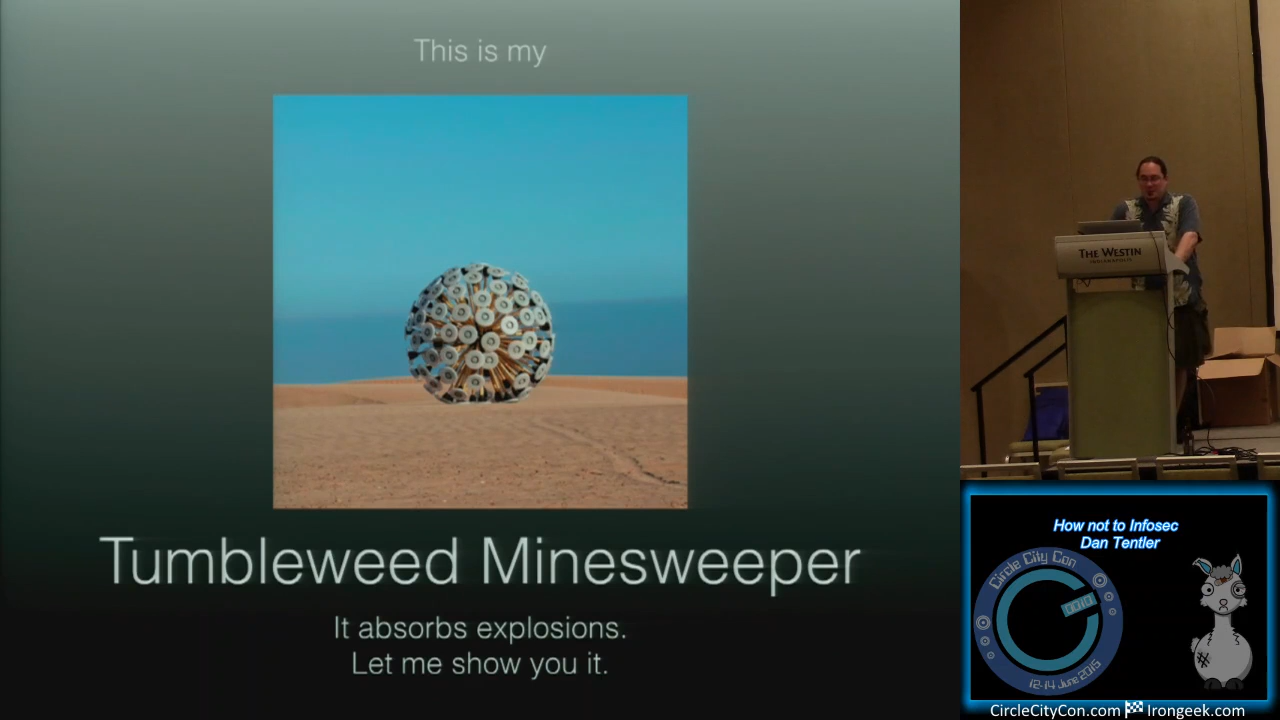 This is my
Tumbleweed Minesweeper
It absorbs explosions.
Let me show you it.
THE WESTIN
INDIANAPOLIS
How not to Infosec
Dan Tentler
Circle City Con
12-14 June 2015
CircleCityCon.com Irongeek.com